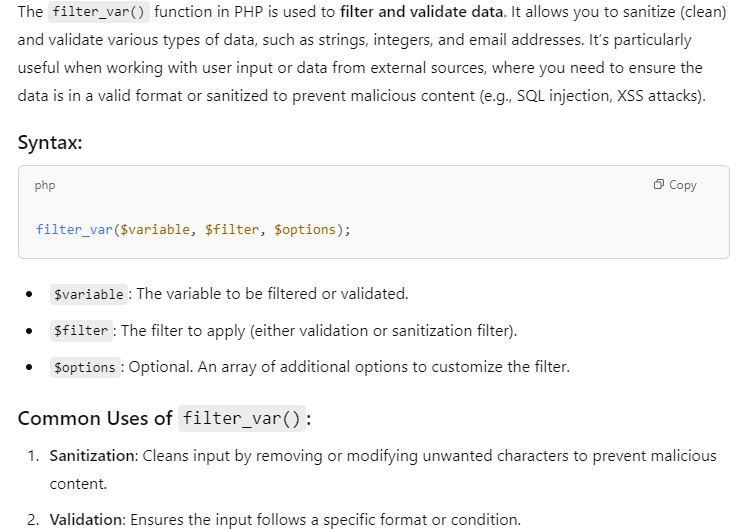 The filter_var() function in PHP is used to filter and validate data. It allows you to sanitize (clean)
and validate various types of data, such as strings, integers, and email addresses. It's particularly
useful when working with user input or data from external sources, where you need to ensure the
data is in a valid format or sanitized to prevent malicious content (e.g., SQL injection, XSS attacks).
Syntax:
php
Copy
filter_var($variable, $filter, $options);
• $variable: The variable to be filtered or validated.
• $filter: The filter to apply (either validation or sanitization filter).
• $options: Optional. An array of additional options to customize the filter.
Common Uses of filter_var():
1. Sanitization: Cleans input by removing or modifying unwanted characters to prevent malicious
content.
2. Validation: Ensures the input follows a specific format or condition.